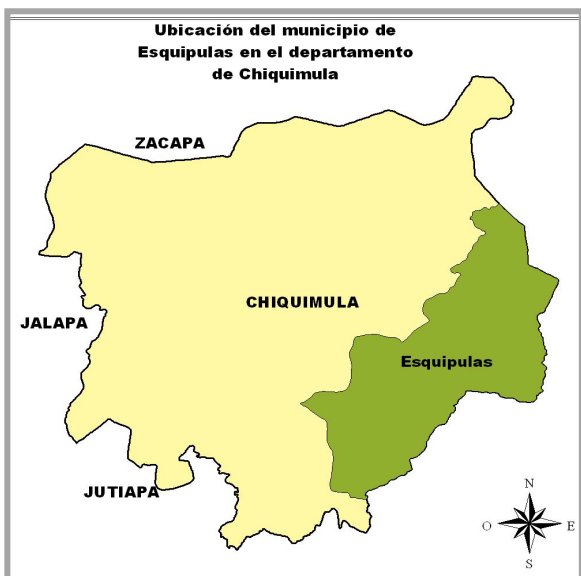 Ubicación del municipio de
Esquipulas en el departamento
de Chiquimula
ZACAPA
CHIQUIMULA
JALAPA
Esquipulas
JUTIAPA
N
O
E
S